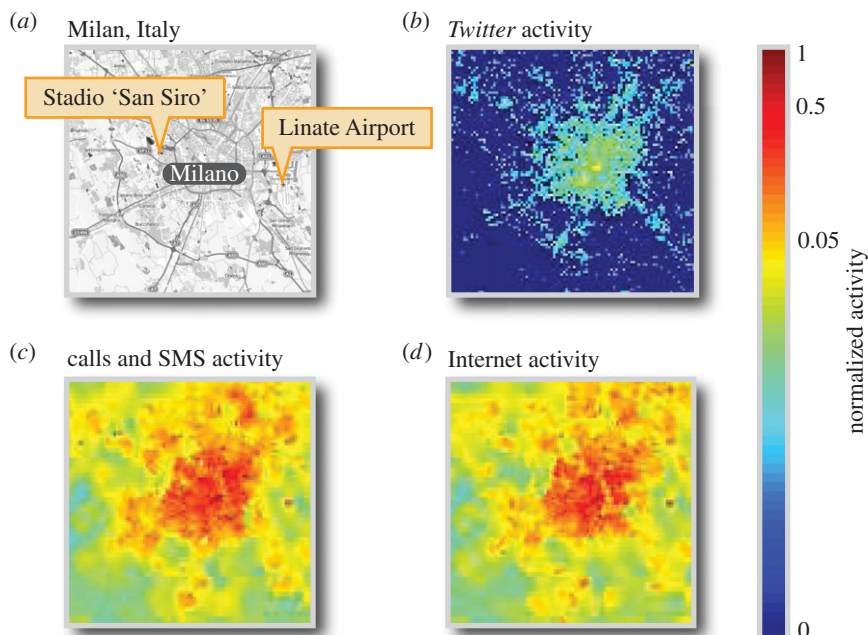 (a)
Milan, Italy
Stadio ‘San Siro’
Linate Airport
Milano
(b)
Twitter activity
(c)
calls and SMS activity
(d)
Internet activity
1
0.5
0.05
0
normalized activity